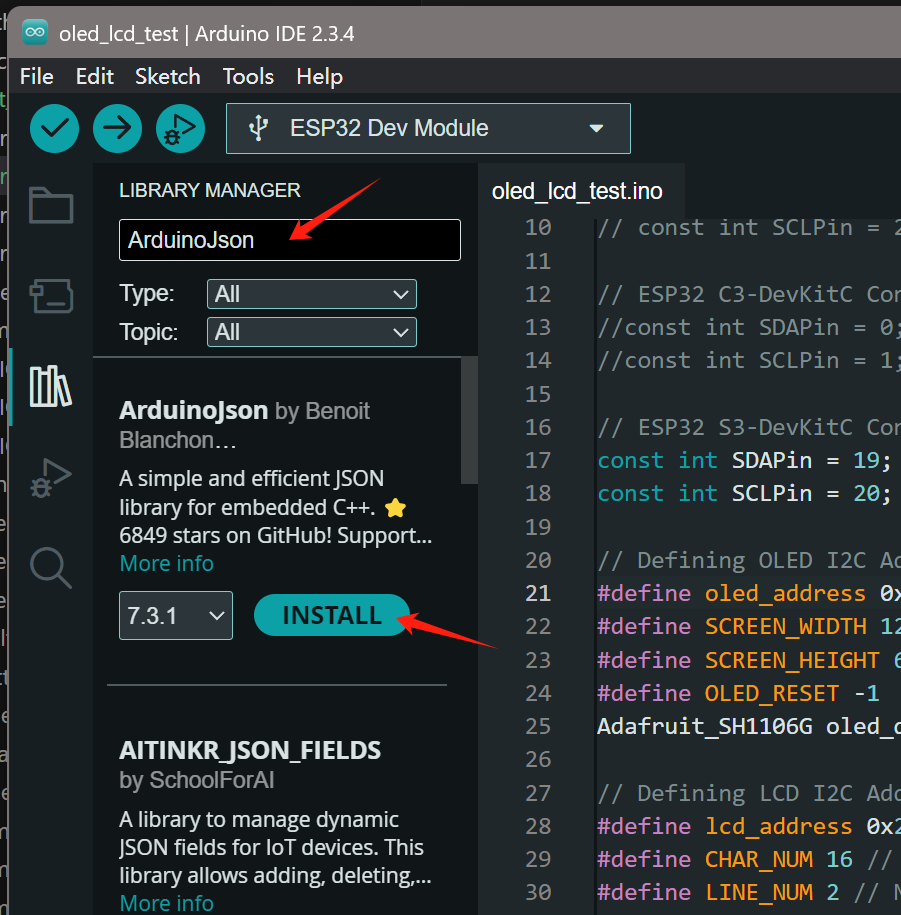 oled_lcd_test | Arduino IDE 2.3.4
File Edit Sketch Tools Help
ESP32 Dev Module
LIBRARY MANAGER
ArduinoJson
Type: All
Topic: All
ArduinoJson by Benoit
Blanchon...
A simple and efficient JSON
library for embedded C++. ⭐
6849 stars on GitHub! Support...
More info
7.3.1 INSTALL
AITINKR_JSON_FIELDS
by SchoolForAI
A library to manage dynamic
JSON fields for IoT devices. This
library allows adding, deleting,...
More info
oled_lcd_test.ino
10 // const int SCLPin = 2
11
12 // ESP32 C3-DevKitC Con
13 //const int SDAPin = 0;
14 //const int SCLPin = 1;
15
16 // ESP32 S3-DevKitC Con
17 const int SDAPin = 19;
18 const int SCLPin = 20;
19
20 // Defining OLED I2C Ad
21 #define oled_address 0x
22 #define SCREEN_WIDTH 12
23 #define SCREEN_HEIGHT 6
24 #define OLED_RESET -1
25 Adafruit_SH1106G oled_d
26
27 // Defining LCD I2C Add
28 #define lcd_address 0x2
29 #define CHAR_NUM 16 //
30 #define LINE_NUM 2 // N